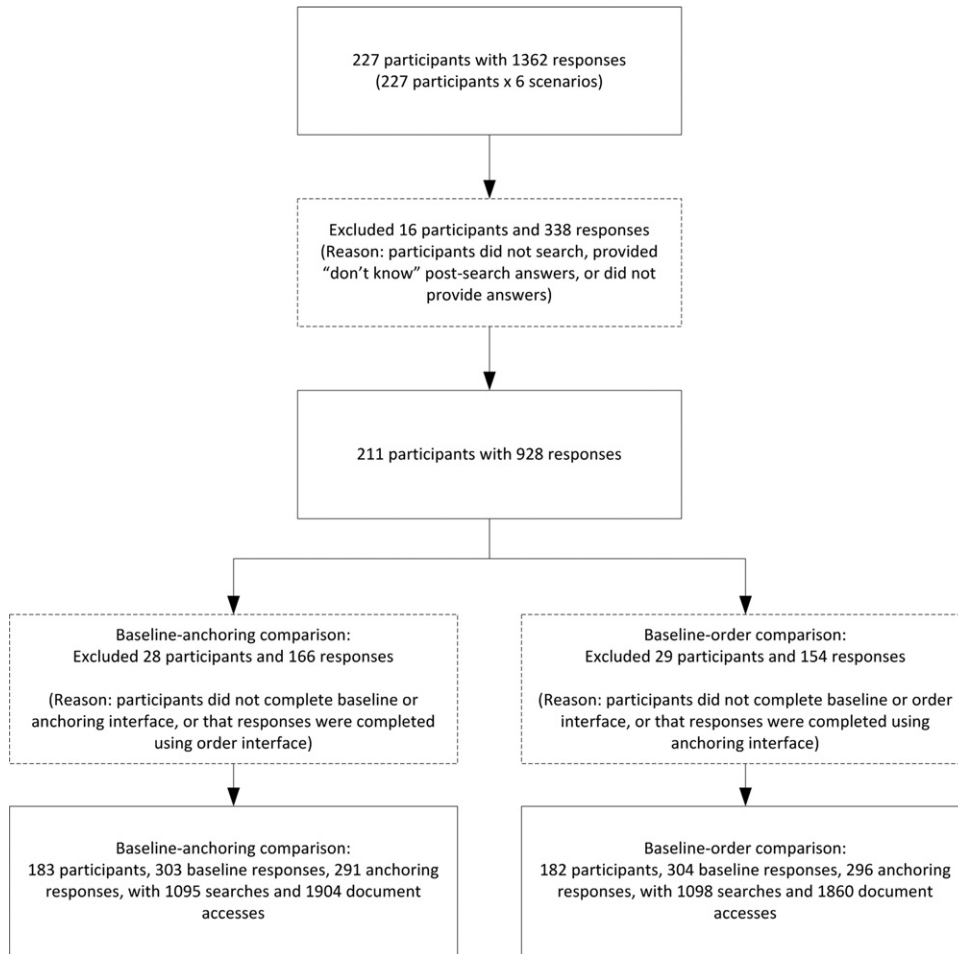 227 participants with 1362 responses
(227 participants x 6 scenarios)
Excluded 16 participants and 338 responses
(Reason: participants did not search, provided
“don’t know” post-search answers, or did not
provide answers)
211 participants with 928 responses
Baseline-anchoring comparison:
Excluded 28 participants and 166 responses
(Reason: participants did not complete baseline or
anchoring interface, or that responses were completed
using order interface)
Baseline-order comparison:
Excluded 29 participants and 154 responses
(Reason: participants did not complete baseline or order
interface, or that responses were completed using
anchoring interface)
Baseline-anchoring comparison:
183 participants, 303 baseline responses, 291 anchoring
responses, with 1095 searches and 1904 document
accesses
Baseline-order comparison:
182 participants, 304 baseline responses, 296 anchoring
responses, with 1098 searches and 1860 document
accesses